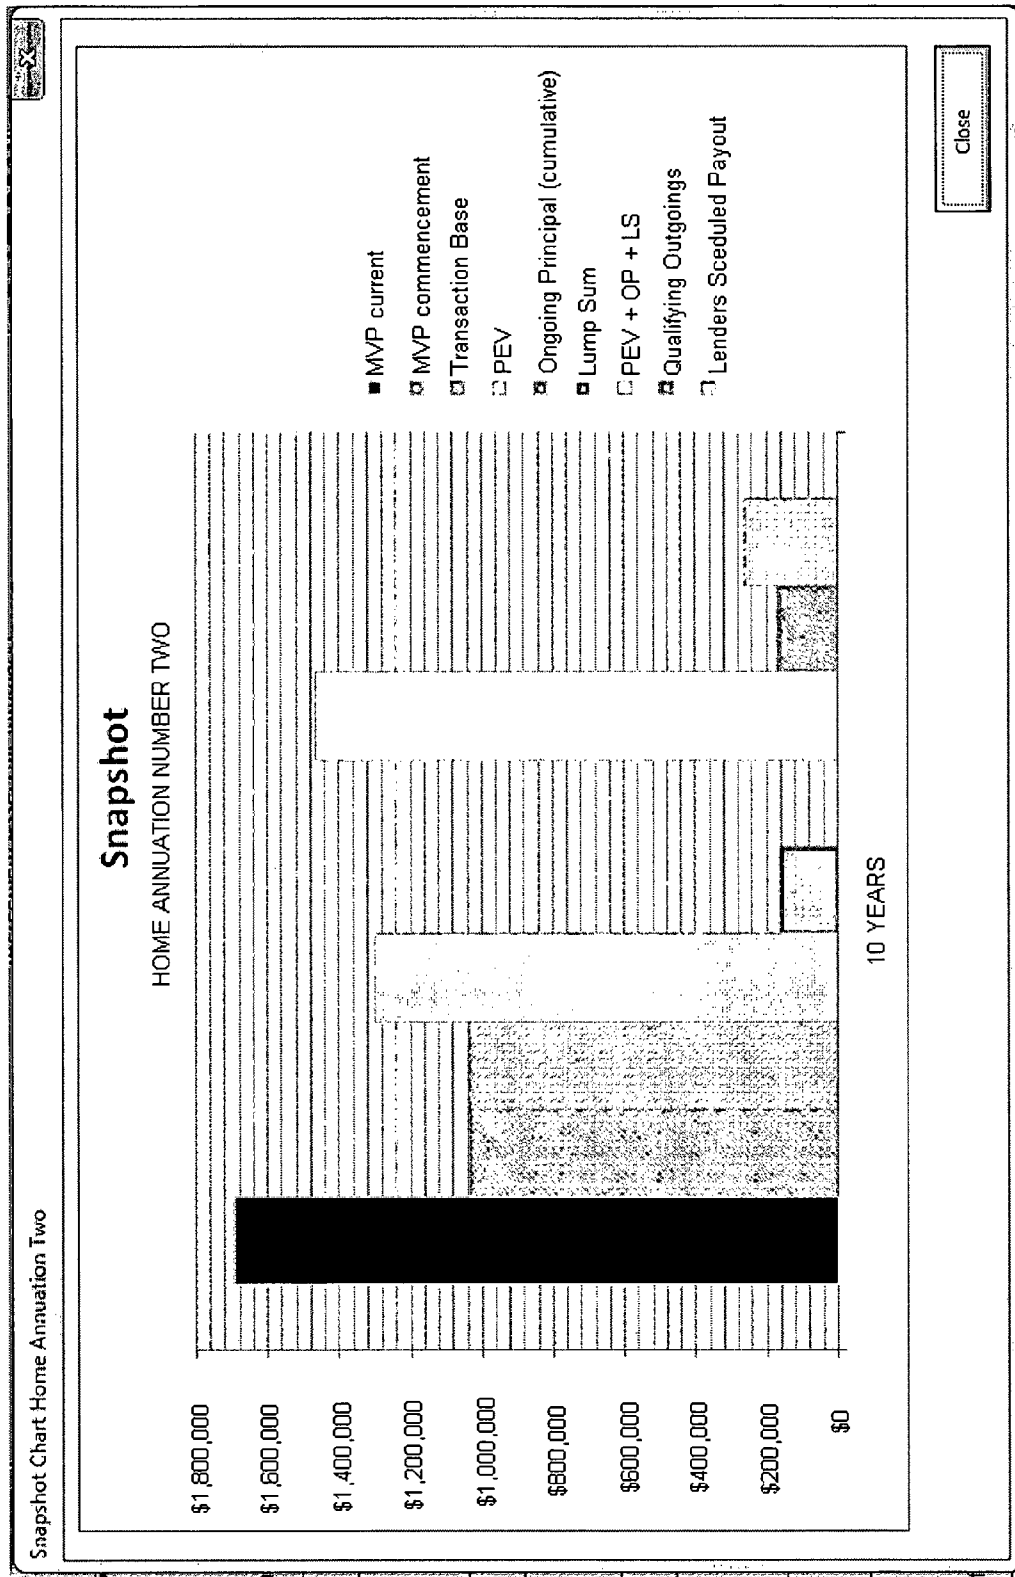 Snapshot Chart Home Annuation Two
X
Snapshot
HOME ANNUATION NUMBER TWO
$1,800,000
$1,600,000
$1,400,000
$1,200,000
$1,000,000
$800,000
$600,000
$400,000
$200,000
$0
10 YEARS
MVP current
MVP commencement
Transaction Base
PEV
Ongoing Principal (cumulative)
Lump Sum
PEV + OP + LS
Qualifying Outgoings
Lenders Sceduled Payout
Close